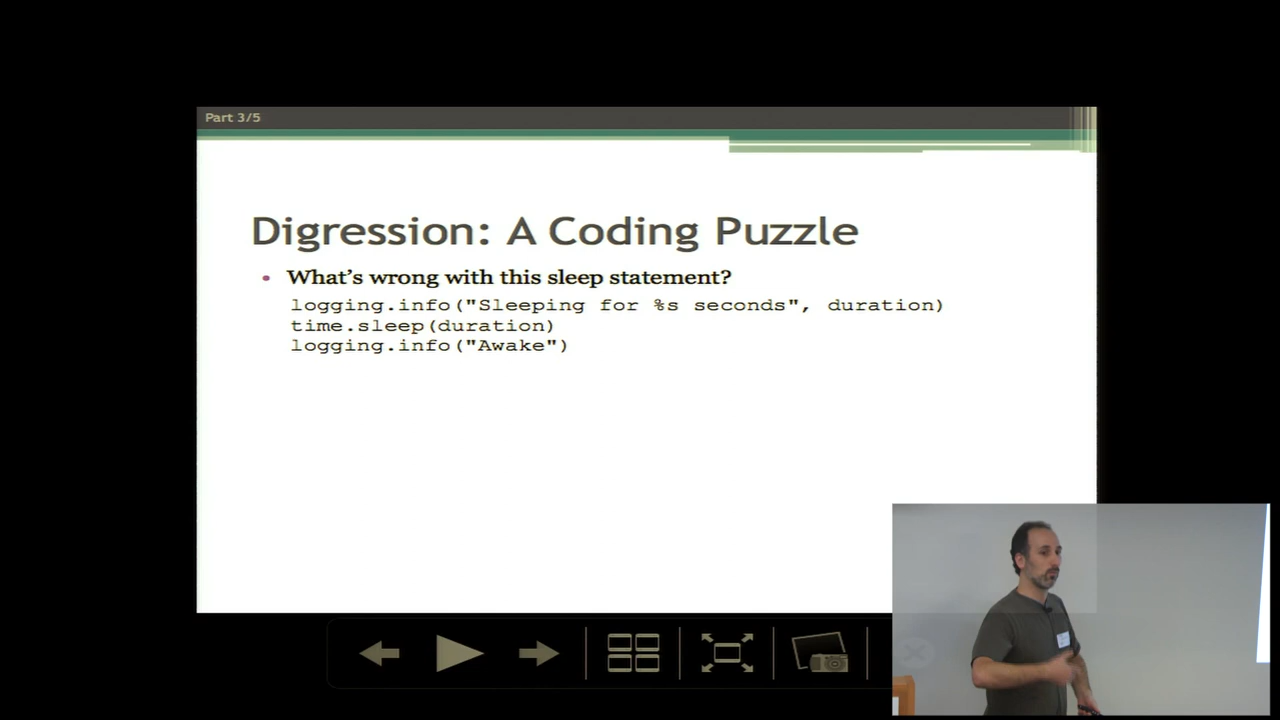 Part 3/5
Digression: A Coding Puzzle
• What's wrong with this sleep statement?
logging.info("Sleeping for %s seconds", duration)
time.sleep(duration)
logging.info("Awake")